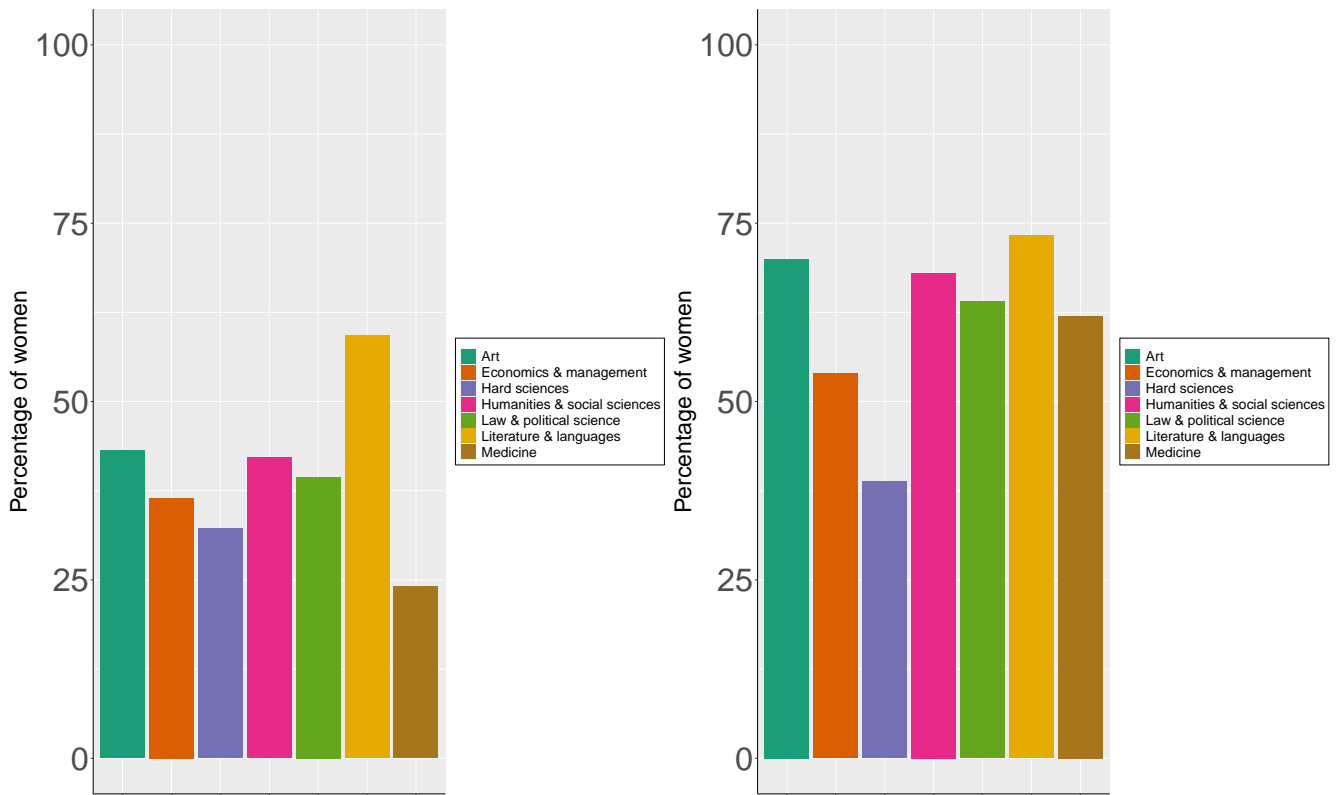 Percentage of women
100
75
50
25
0
Art
Economics & management
Hard sciences
Humanities & social sciences
Law & political science
Literature & languages
Medicine
Percentage of women
100
75
50
25
0
Art
Economics & management
Hard sciences
Humanities & social sciences
Law & political science
Literature & languages
Medicine